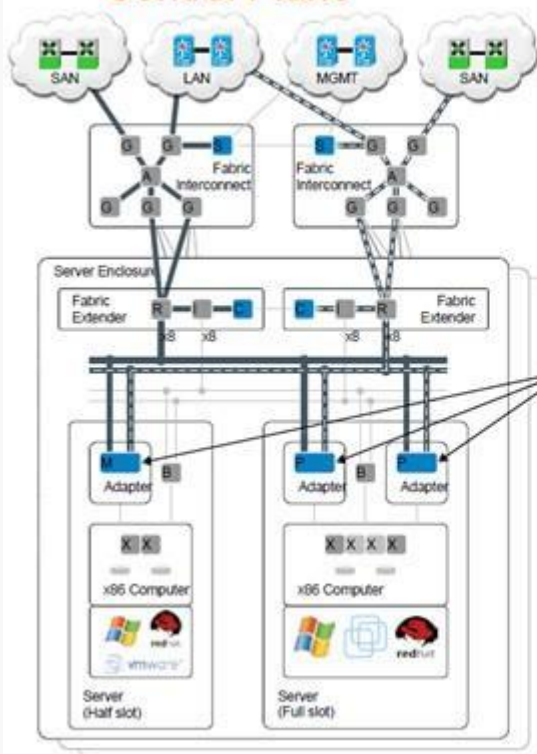 SAN
LAN
MGMT
SAN
G
G
S
S
G
G
A
Fabric
Interconnect
Fabric
Interconnect
A
G
G
G
G
G
G
Server Enclosure
Fabric
Extender
R
I
C
C
I
R
Fabric
Extender
x8
x8
x8
x8
M
Adapter
B
P
Adapter
B
P
Adapter
X X
x86 Computer
X X X X
x86 Computer
vmware
Server
(Half slot)
Server
(Full slot)